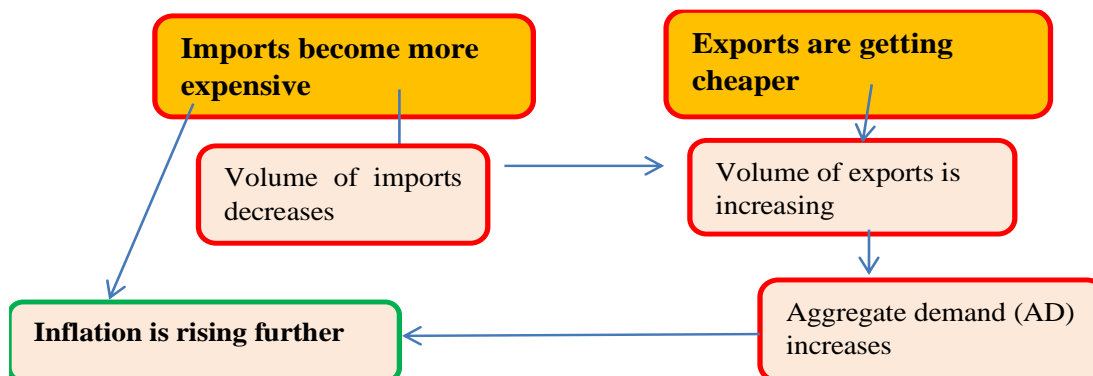 Imports become more
expensive
Exports are getting
cheaper
Volume of imports
decreases
Volume of exports is
increasing
Inflation is rising further
Aggregate demand (AD)
increases